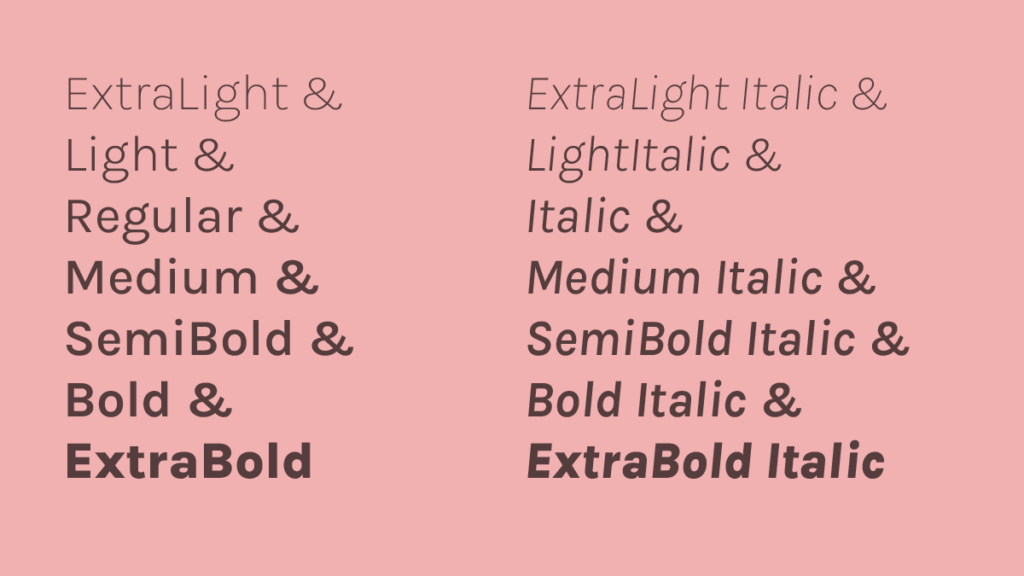 ExtraLight &
Light &
Regular &
Medium &
SemiBold &
Bold &
ExtraBold
ExtraLight Italic &
LightItalic &
Italic &
Medium Italic &
SemiBold Italic &
Bold Italic &
ExtraBold Italic